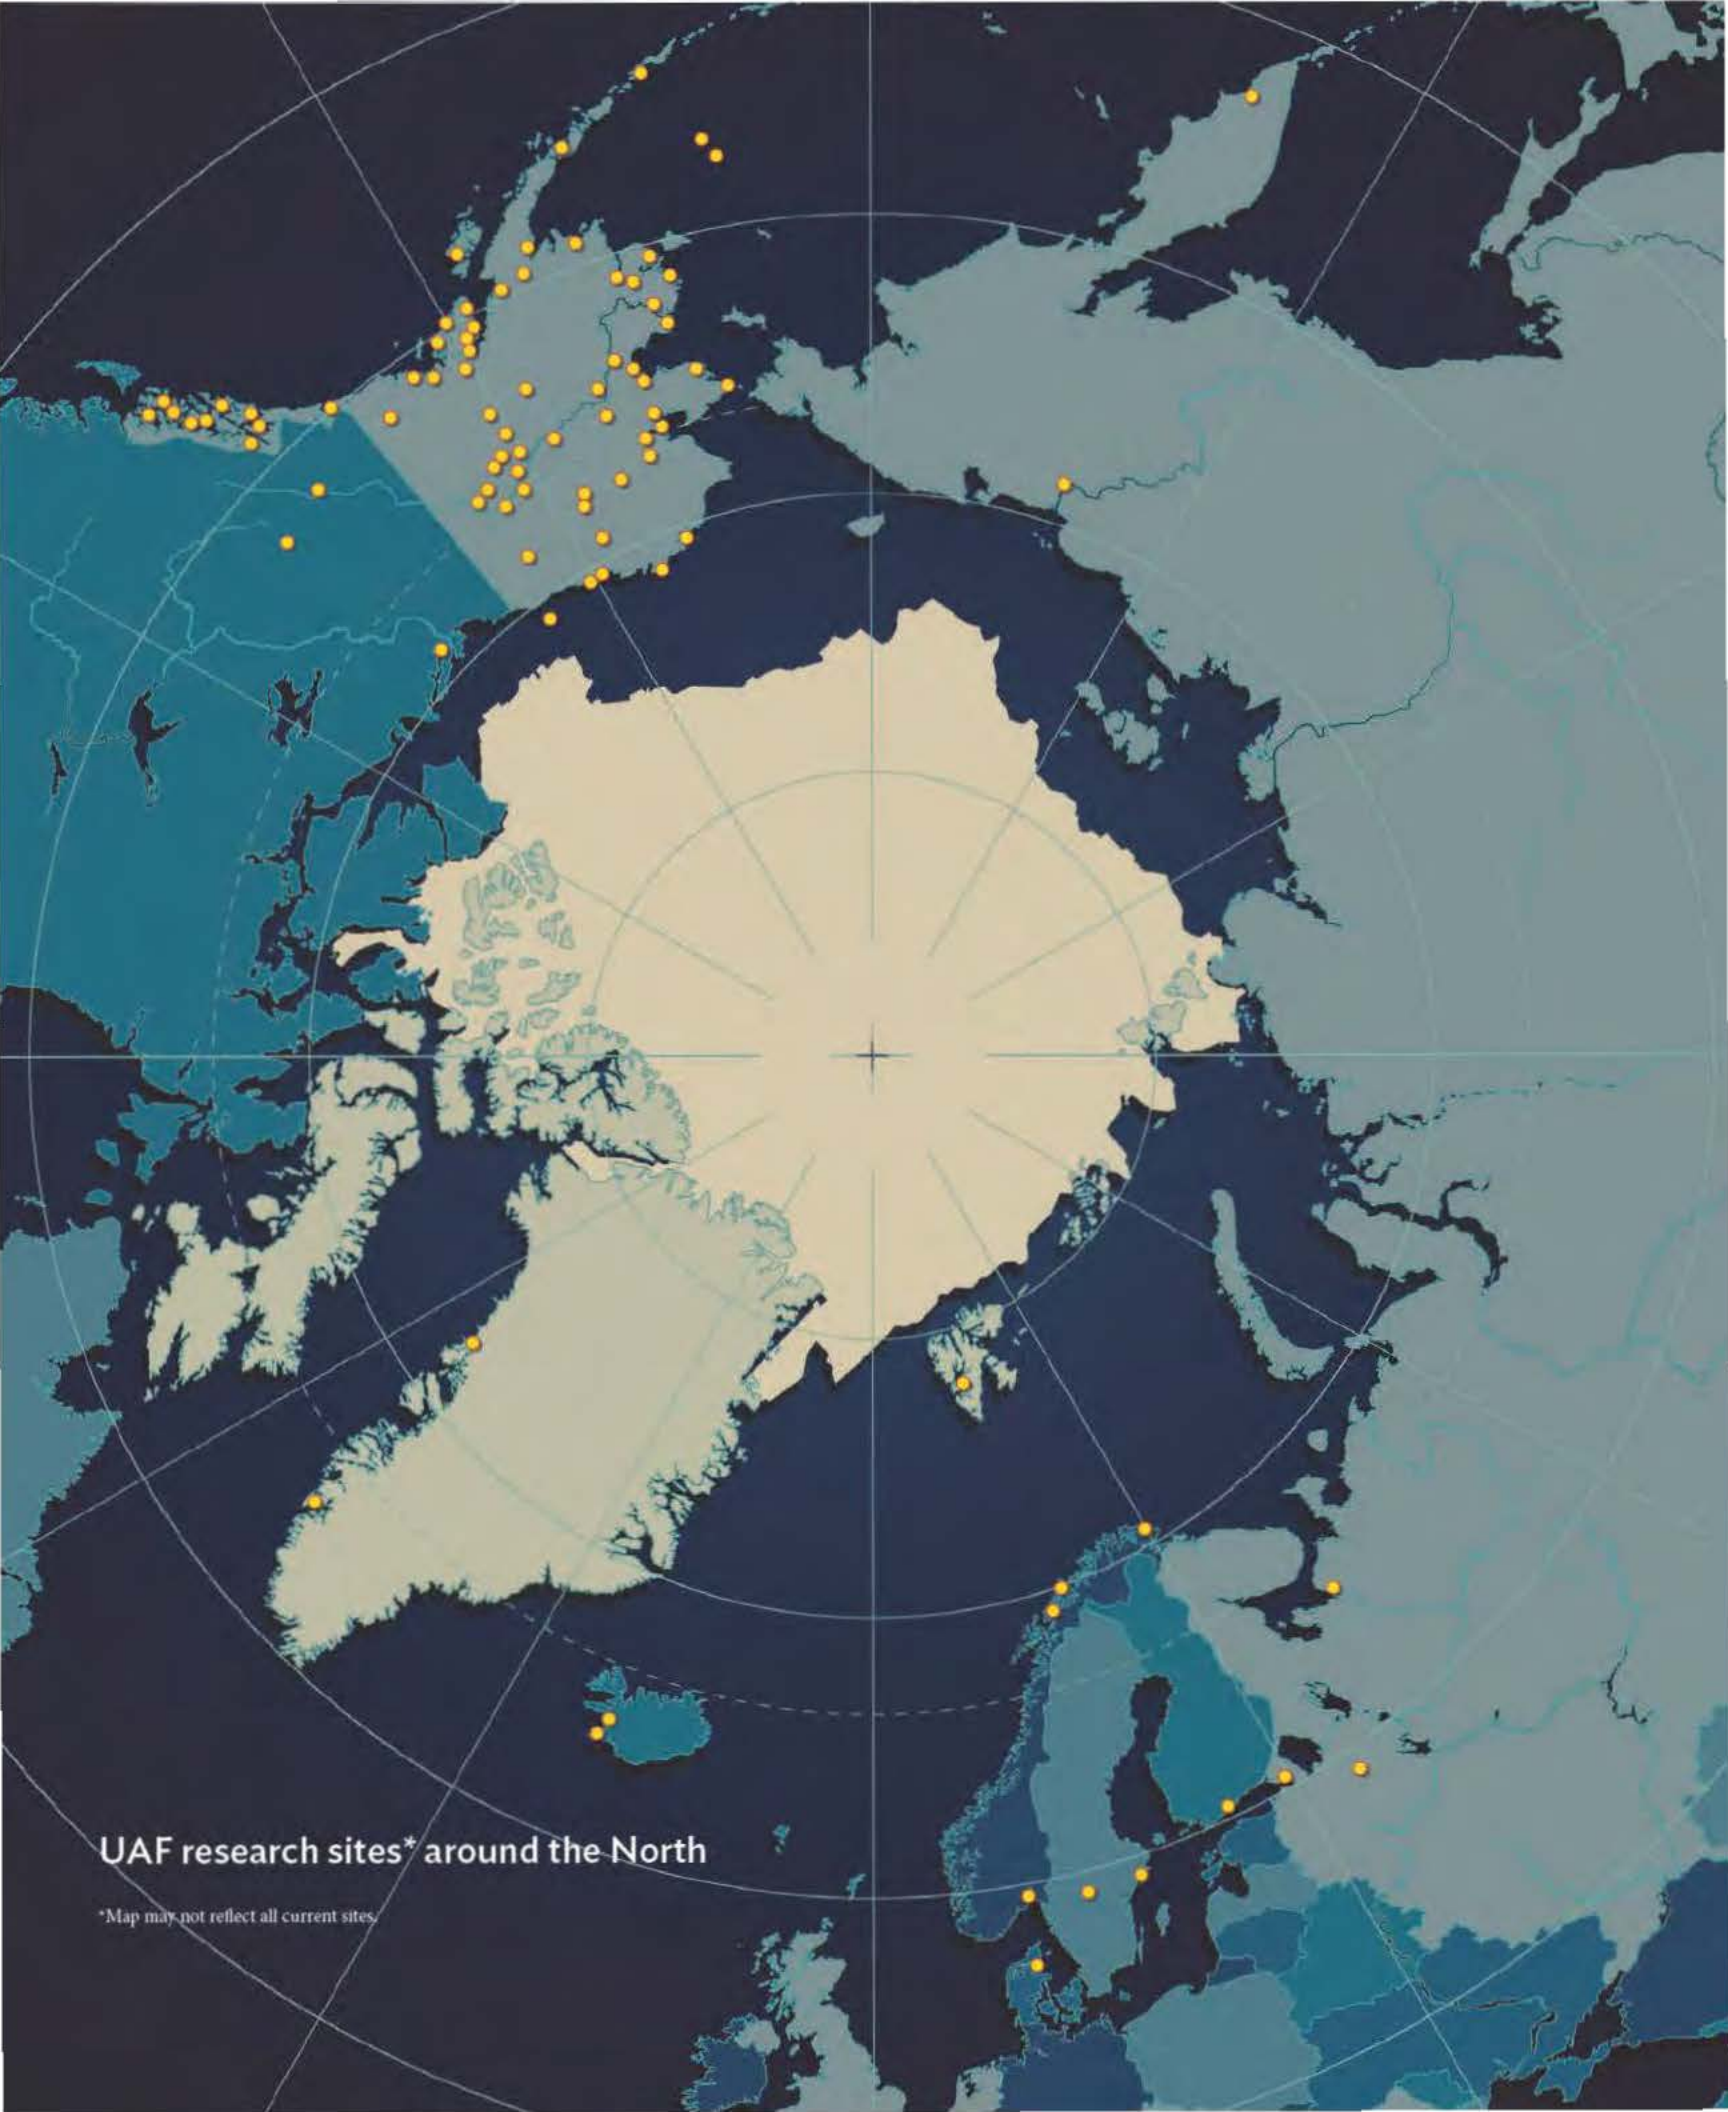 UAF research sites* around the North
*Map may not reflect all current sites.